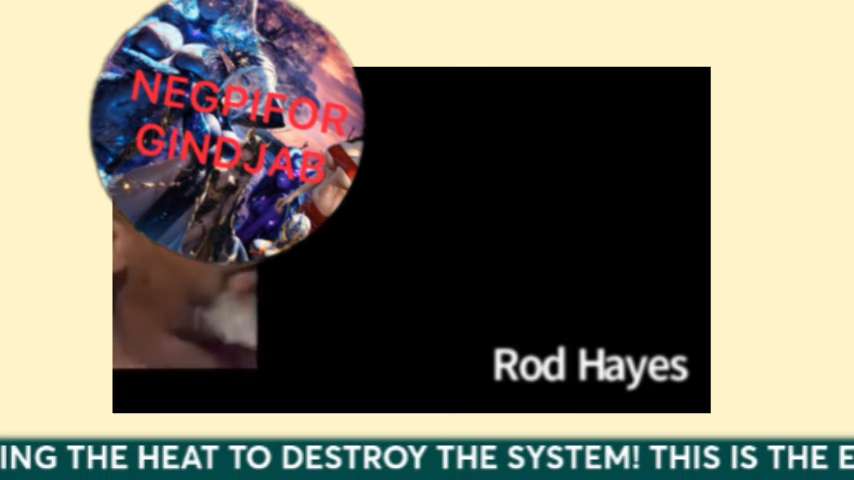 NEGPIFOR
GINDJAB
Rod Hayes
ING THE HEAT TO DESTROY THE SYSTEM! THIS IS THE E